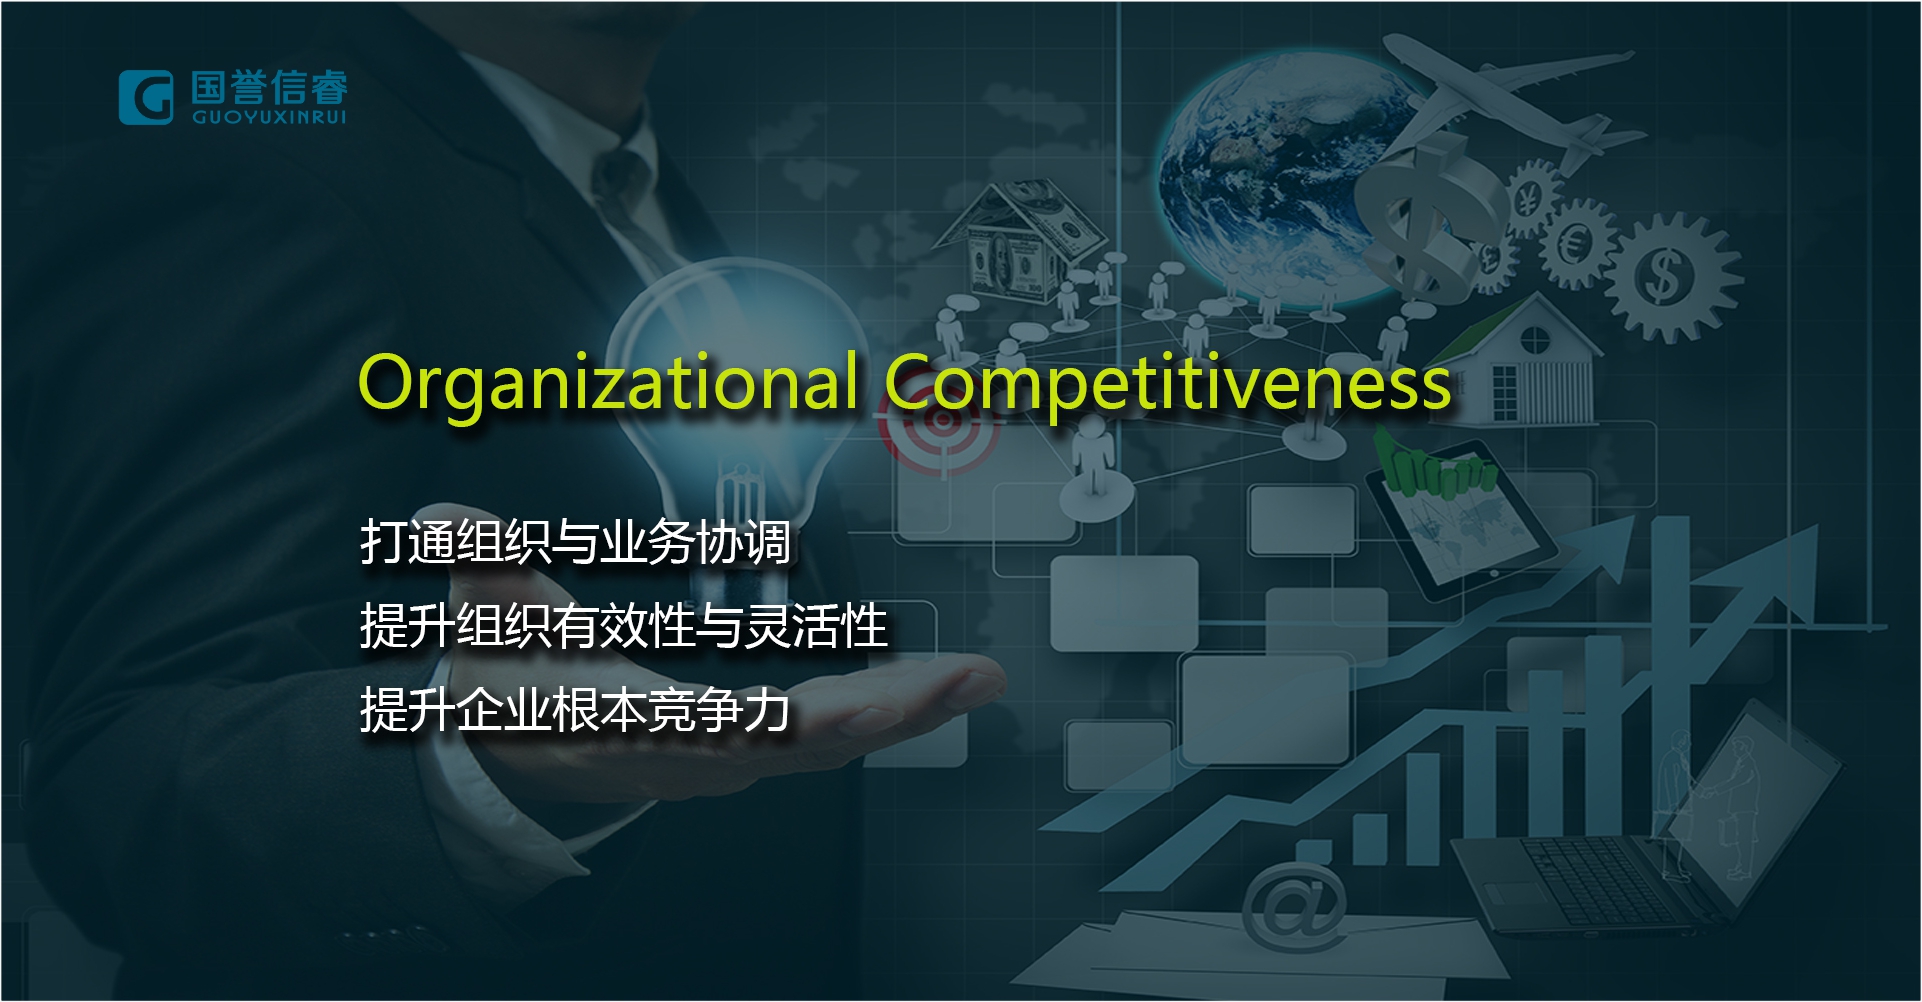 国誉信睿
GUOYUXINRUI
Organizational Competitiveness
打通组织与业务协调
提升组织有效性与灵活性
提升企业根本竞争力